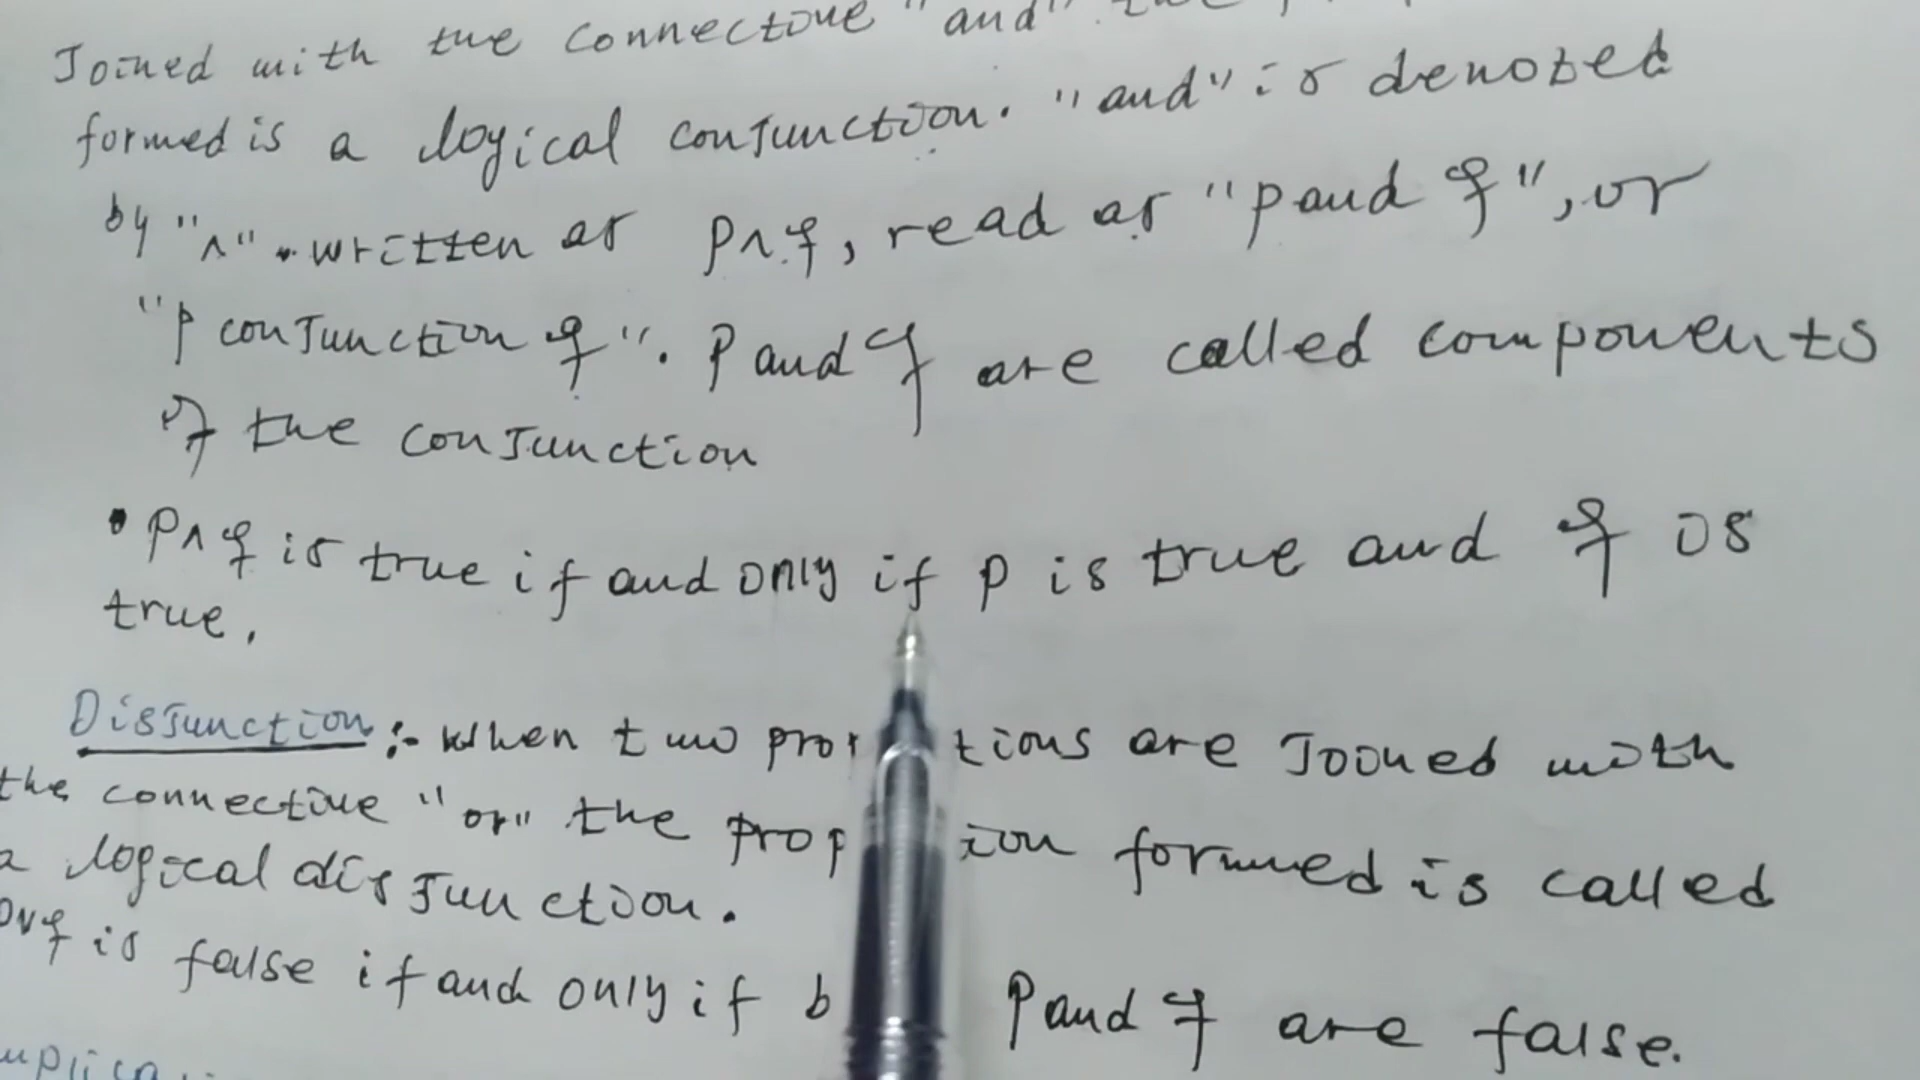 Joined with the connective "and" the
formed is a logical conjunction. "and" is denoted
by "∧". written as p∧q, read as "p and q", or
"p conjunction q". p and q are called components
of the conjunction
• p∧q is true if and only if p is true and q is
true.
Disjunction :- When two tions are Joined with
the connective "or" the formed is called
a logical disjunction.
p∨q is false if and only if p and q are false.